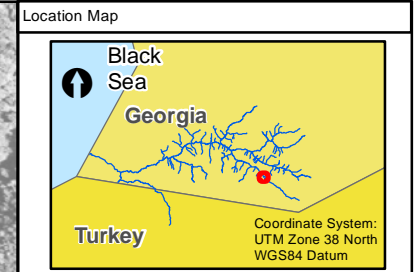 Location Map
Black
Sea
Georgia
Turkey
Coordinate System:
UTM Zone 38 North
WGS84 Datum